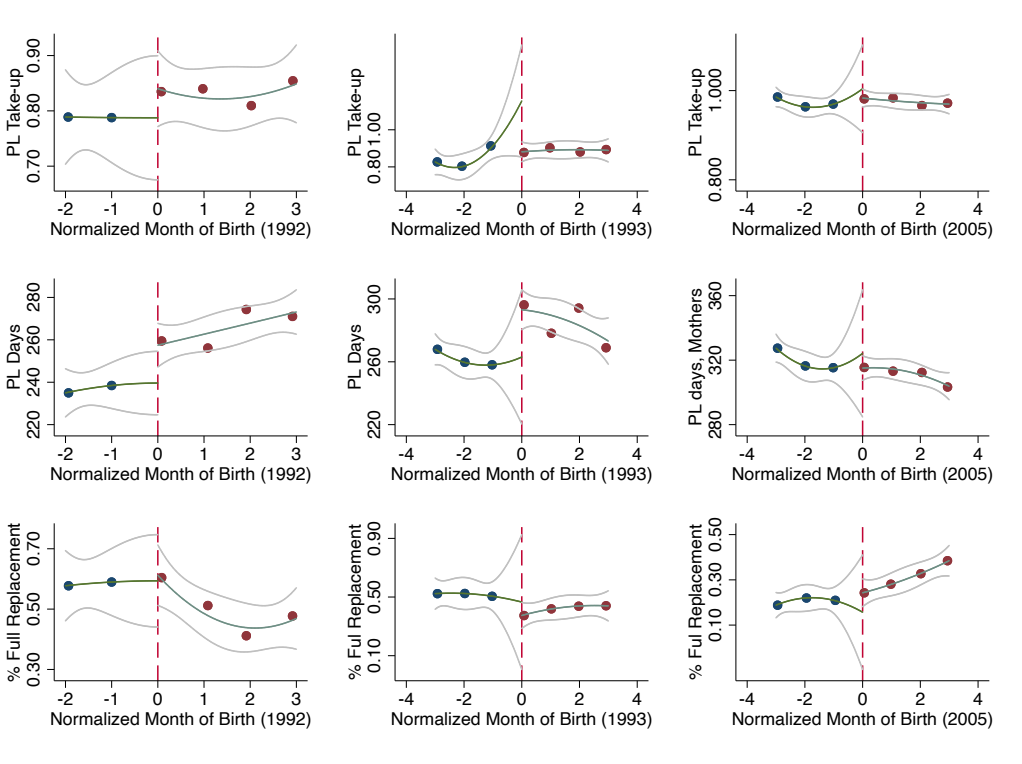 PL Take-up
0.70 0.80 0.90
-2 -1 0 1 2 3
Normalized Month of Birth (1992)
PL Take-up
0.80 1.00
-4 -2 0 2 4
Normalized Month of Birth (1993)
PL Take-up
0.800 1.000
-4 -2 0 2 4
Normalized Month of Birth (2005)
PL Days
220 240 260 280
-2 -1 0 1 2 3
Normalized Month of Birth (1992)
PL Days
220 260 300
-4 -2 0 2 4
Normalized Month of Birth (1993)
PL days, Mothers
280 320 360
-4 -2 0 2 4
Normalized Month of Birth (2005)
% Full Replacement
0.30 0.50 0.70
-2 -1 0 1 2 3
Normalized Month of Birth (1992)
% Ful Replacement
0.10 0.50 0.90
-4 -2 0 2 4
Normalized Month of Birth (1993)
% Ful Replacement
0.10 0.30 0.50
-4 -2 0 2 4
Normalized Month of Birth (2005)